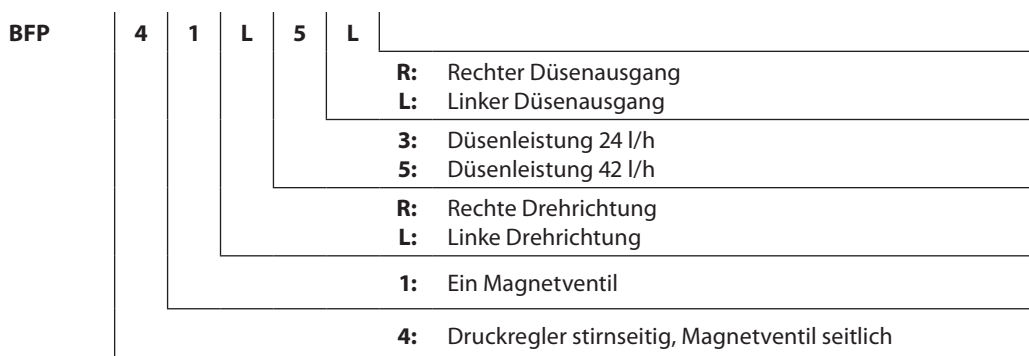 BFP 4 1 L 5 L
R: Rechter Düsenausgang
L: Linker Düsenausgang
3: Düsenleistung 24 l/h
5: Düsenleistung 42 l/h
R: Rechte Drehrichtung
L: Linke Drehrichtung
1: Ein Magnetventil
4: Druckregler stirnseitig, Magnetventil seitlich